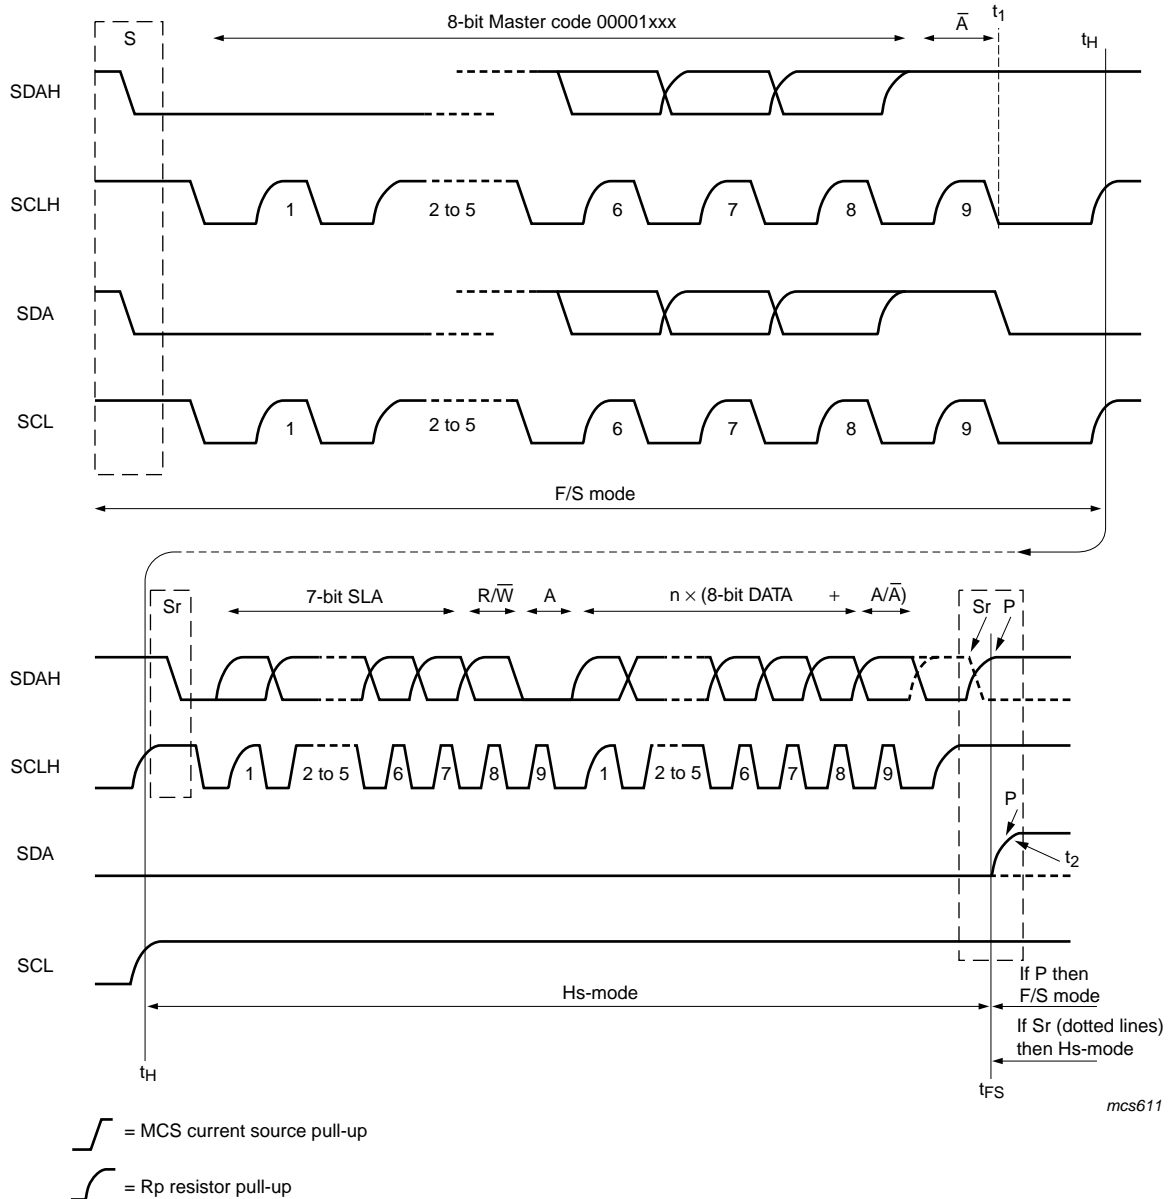 8-bit Master code 00001xxx
A̅
t1
S
tH
SDAH
SCLH
1
2 to 5
6
7
8
9
SDA
SCL
1
2 to 5
6
7
8
9
F/S mode
Sr
7-bit SLA
R/W̅
A
n × (8-bit DATA + A/A̅)
Sr
P
SDAH
SCLH
1
2 to 5
6
7
8
9
1
2 to 5
6
7
8
9
P
SDA
t2
SCL
If P then
F/S mode
Hs-mode
If Sr (dotted lines)
then Hs-mode
tH
tFS
mcs611
= MCS current source pull-up
= Rp resistor pull-up